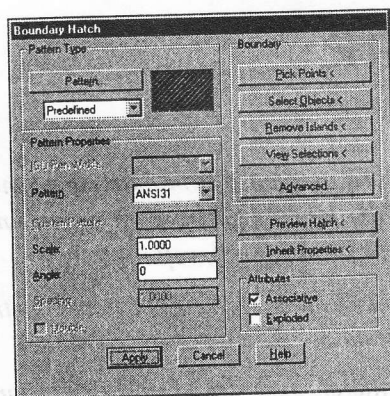 Boundary Hatch
Pattern Type
Pattern...
Predefined
Pattern Properties
ISO Pen Width:
Pattern:
ANSI31
Custom Pattern:
Scale:
1.0000
Angle:
0
Spacing:
1.0000
Double
Boundary
Pick Points <
Select Objects <
Remove Islands <
View Selections <
Advanced...
Preview Hatch <
Inherit Properties <
Attributes
Associative
Exploded
Apply
Cancel
Help